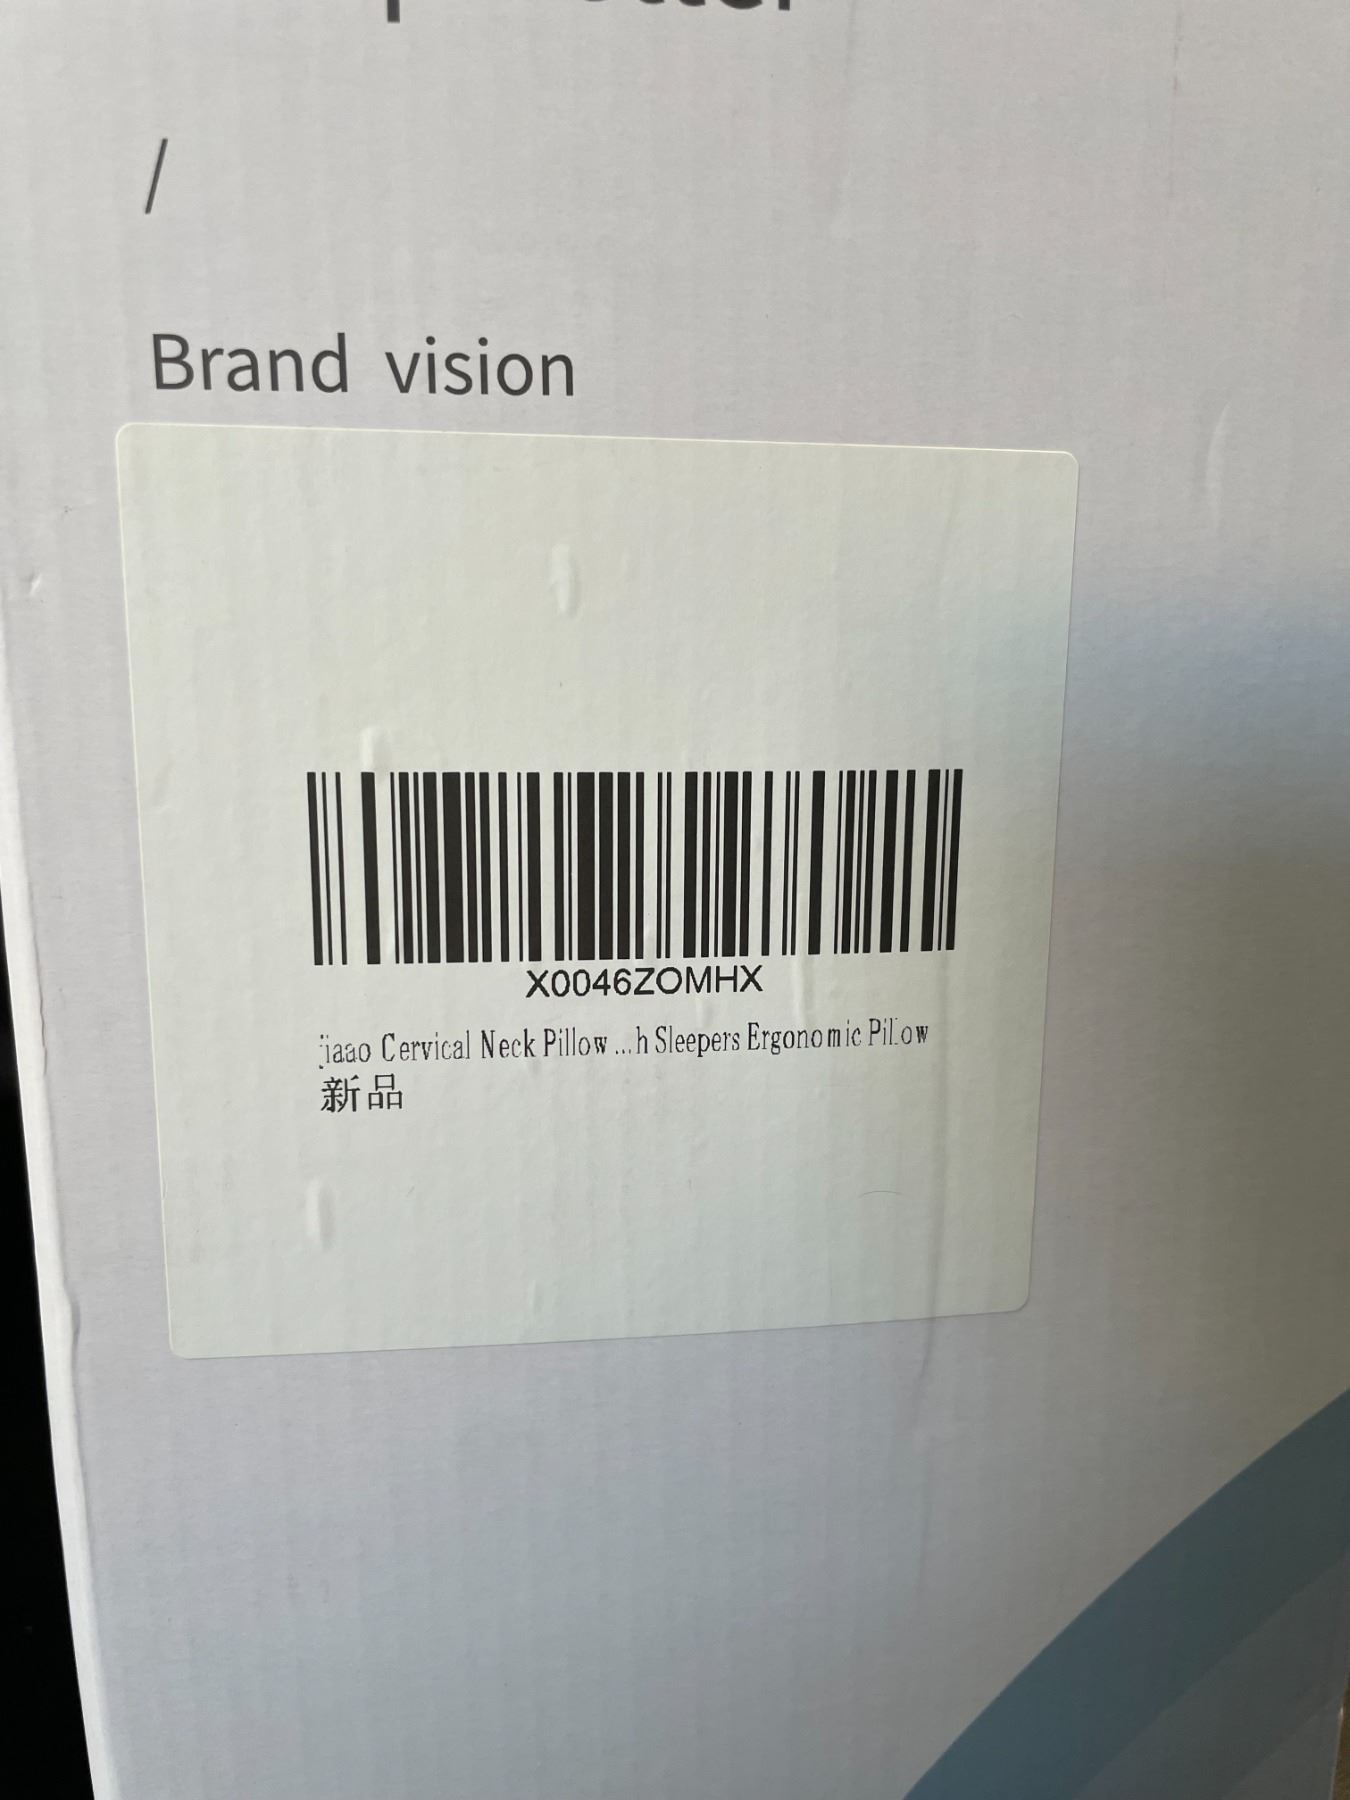 /
Brand vision
X0046ZOMHX
jiaao Cervical Neck Pillow ...h Sleepers Ergonomic Pillow
新品